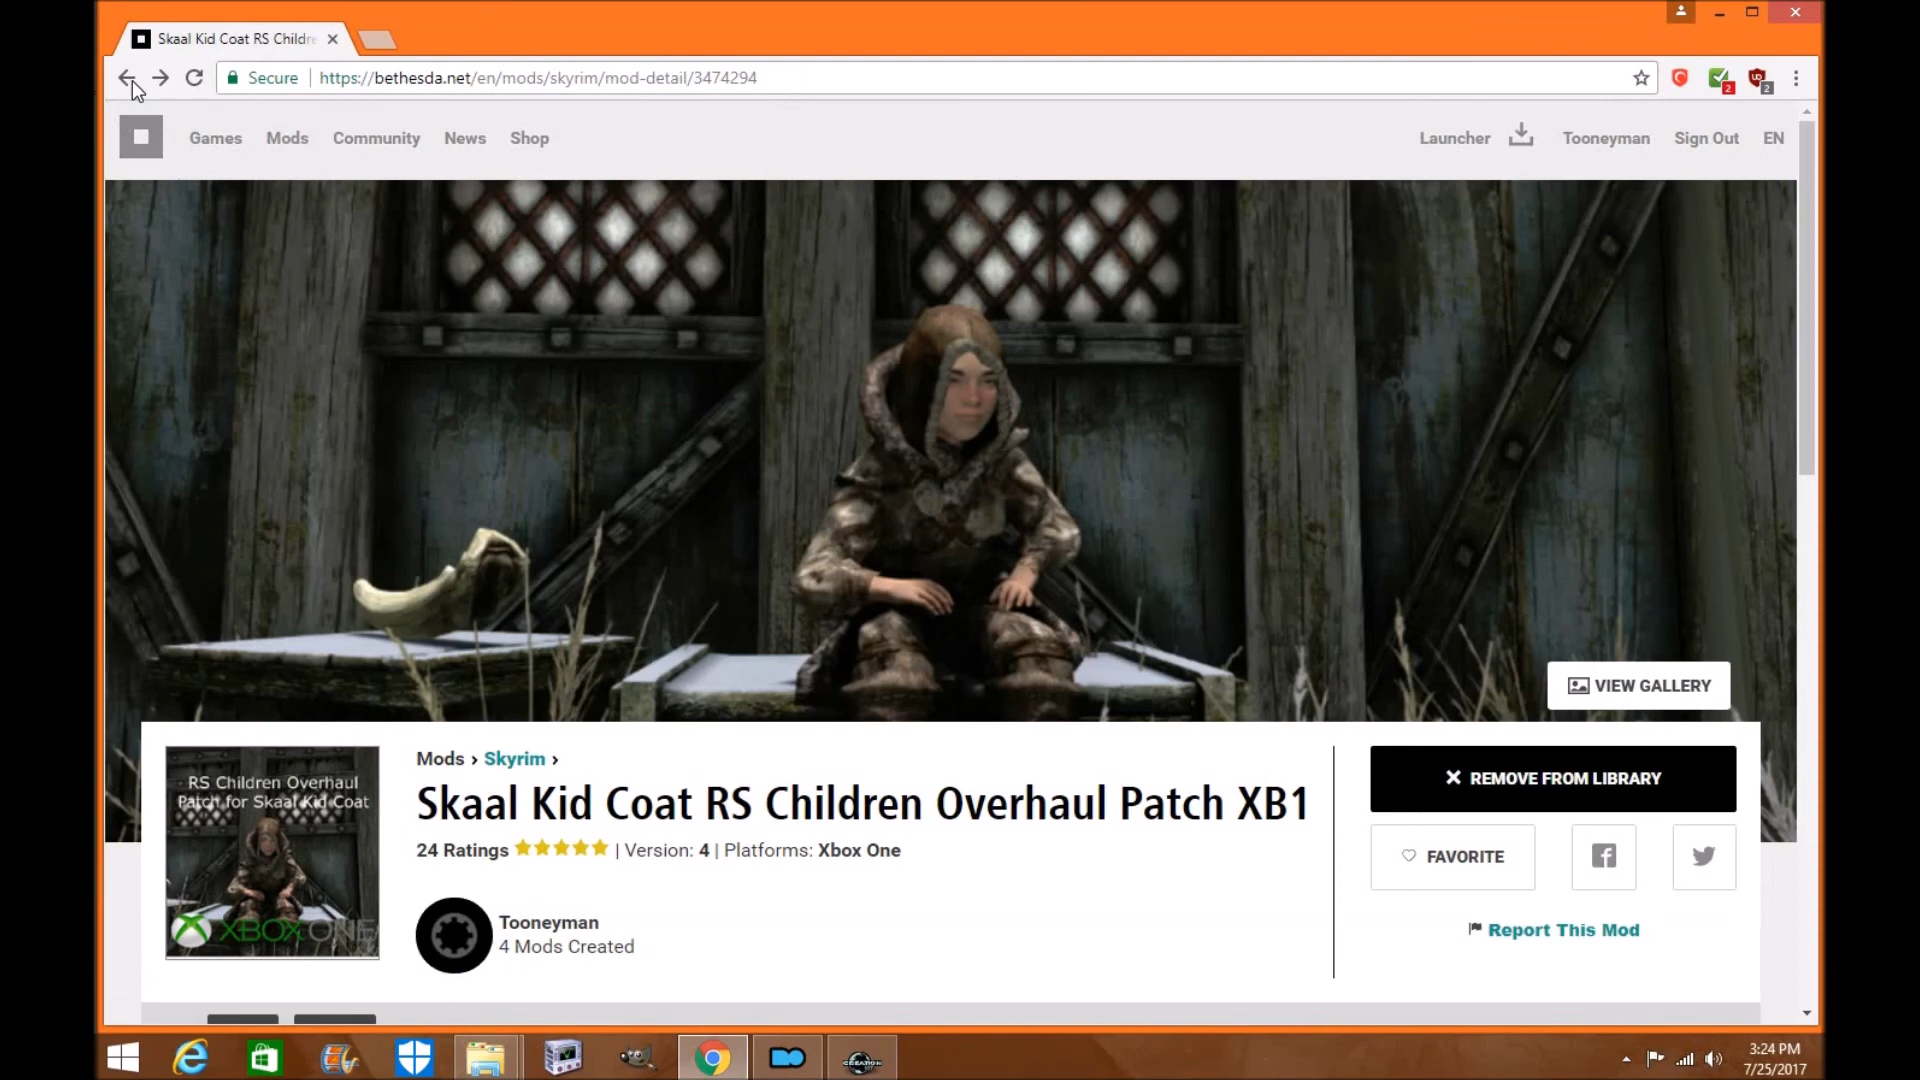 Skaal Kid Coat RS Childr
Secure https://bethesda.net/en/mods/skyrim/mod-detail/3474294
2
2
Games Mods Community News Shop Launcher Tooneyman Sign Out EN
VIEW GALLERY
RS Children Overhaul
Patch for Skaal Kid Coat
XBOX ONE
Mods › Skyrim ›
Skaal Kid Coat RS Children Overhaul Patch XB1
24 Ratings | Version: 4 | Platforms: Xbox One
Tooneyman
4 Mods Created
REMOVE FROM LIBRARY
FAVORITE
Report This Mod
CREATION
3:24 PM
7/25/2017